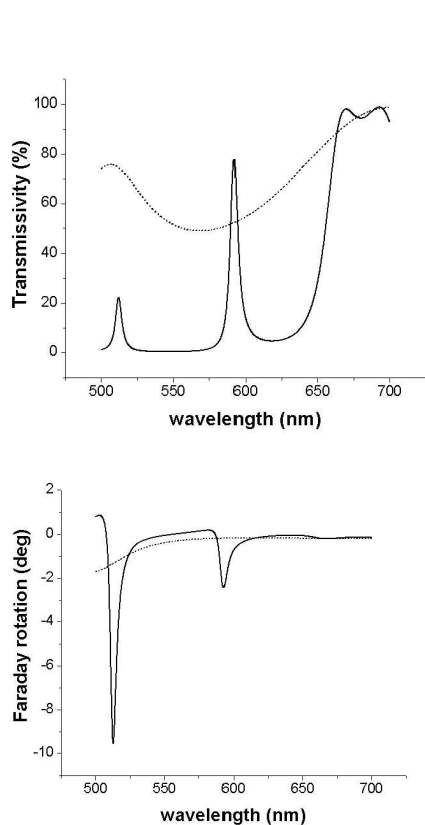 Transmissivity (%)
100
80
60
40
20
0
500 550 600 650 700
wavelength (nm)
Faraday rotation (deg)
2
0
-2
-4
-6
-8
-10
500 550 600 650 700
wavelength (nm)